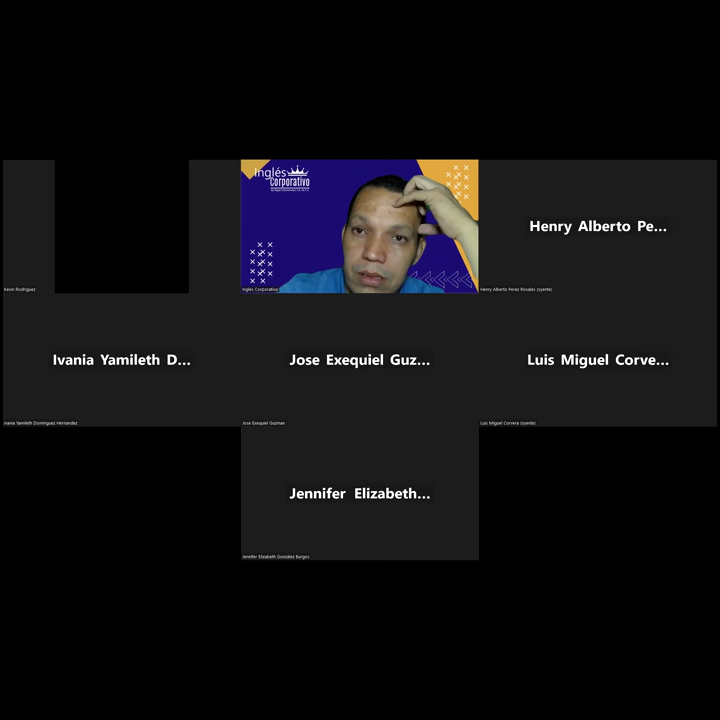 Inglés
Corporativo
Kevin Rodriguez
Ingles Corporativo
Henry Alberto Pe...
Henry Alberto Perez Rosales (oyente)
Ivania Yamileth D...
Ivania Yamileth Dominguez Hernandez
Jose Exequiel Guz...
Jose Exequiel Guzman
Luis Miguel Corve...
Luis Miguel Corvera (oyente)
Jennifer Elizabeth...
Jennifer Elizabeth González Burgos